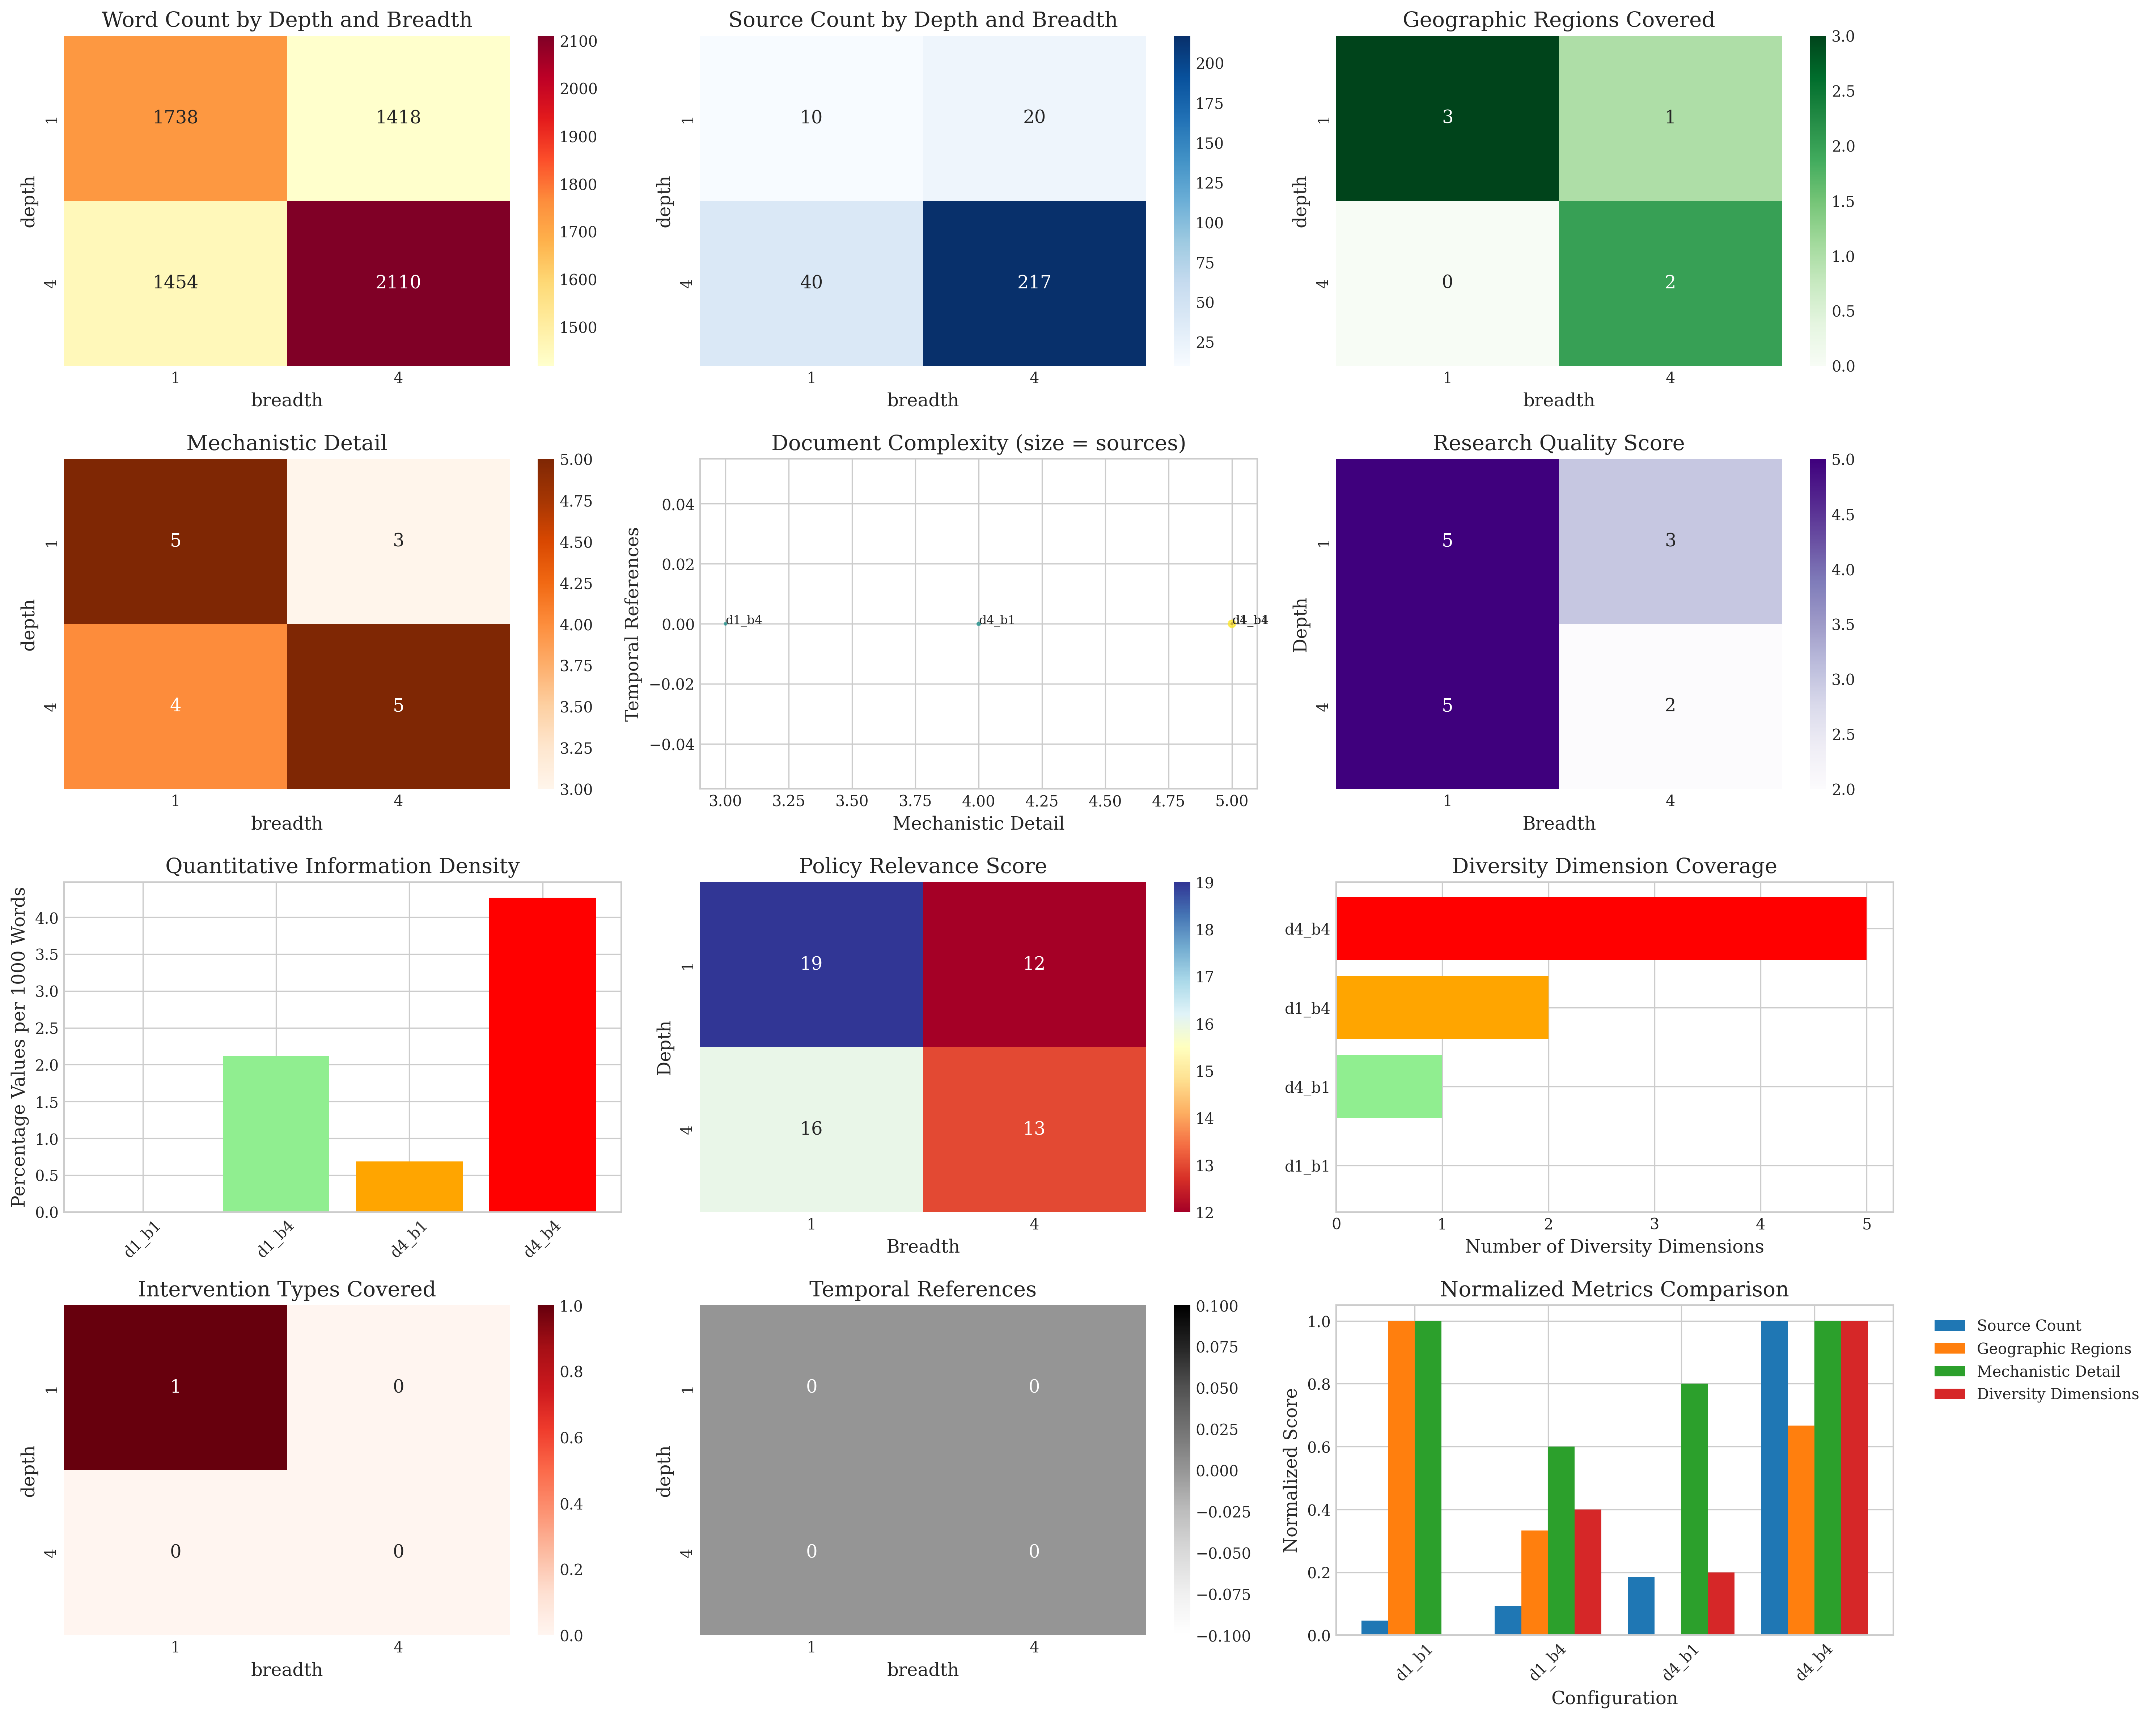 Word Count by Depth and Breadth
1738 1418
1454 2110
1
4
depth
1 4
breadth
2100
2000
1900
1800
1700
1600
1500
Source Count by Depth and Breadth
10 20
40 217
1
4
depth
1 4
breadth
200
175
150
125
100
75
50
25
Geographic Regions Covered
3 1
0 2
1
4
depth
1 4
breadth
3.0
2.5
2.0
1.5
1.0
0.5
0.0
Mechanistic Detail
5 3
4 5
1
4
depth
1 4
breadth
5.00
4.75
4.50
4.25
4.00
3.75
3.50
3.25
3.00
Document Complexity (size = sources)
0.04
0.02
0.00
−0.02
−0.04
Temporal References
d1_b4
d4_b1
3.00 3.25 3.50 3.75 4.00 4.25 4.50 4.75 5.00
Mechanistic Detail
Research Quality Score
5 3
5 2
1
4
Depth
1 4
Breadth
5.0
4.5
4.0
3.5
3.0
2.5
2.0
Quantitative Information Density
4.0
3.5
3.0
2.5
2.0
1.5
1.0
0.5
0.0
Percentage Values per 1000 Words
d1_b1
d1_b4
d4_b1
d4_b4
Policy Relevance Score
19 12
16 13
1
4
Depth
1 4
Breadth
19
18
17
16
15
14
13
12
Diversity Dimension Coverage
d4_b4
d1_b4
d4_b1
d1_b1
0 1 2 3 4 5
Number of Diversity Dimensions
Intervention Types Covered
1 0
0 0
1
4
depth
1 4
breadth
1.0
0.8
0.6
0.4
0.2
0.0
Temporal References
0 0
0 0
1
4
depth
1 4
breadth
0.100
0.075
0.050
0.025
0.000
−0.025
−0.050
−0.075
−0.100
Normalized Metrics Comparison
1.0
0.8
0.6
0.4
0.2
0.0
Normalized Score
d1_b1
d1_b4
d4_b1
d4_b4
Configuration
Source Count
Geographic Regions
Mechanistic Detail
Diversity Dimensions